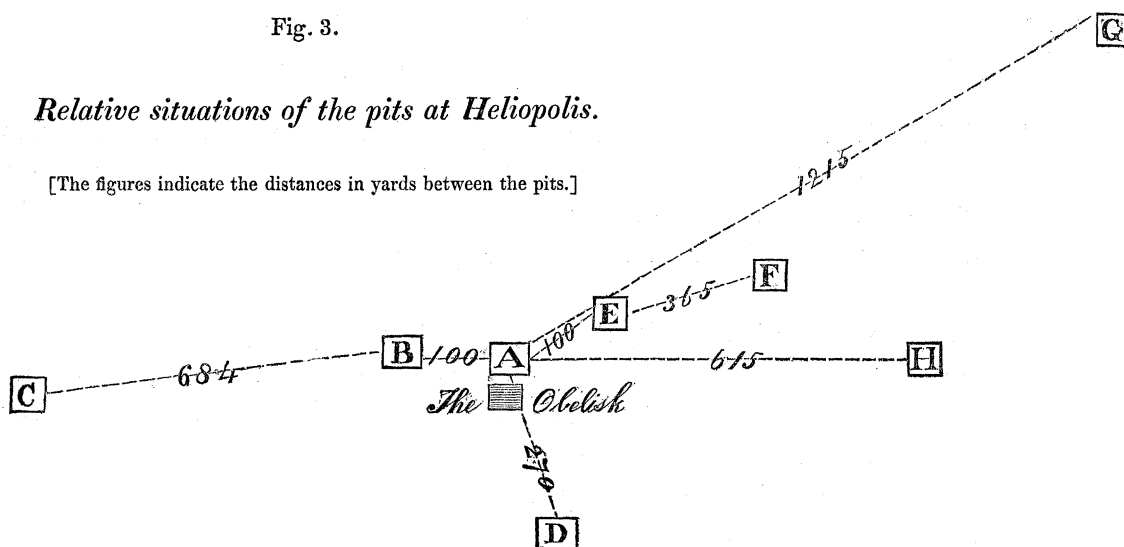 Fig. 3.
Relative situations of the pits at Heliopolis.
[The figures indicate the distances in yards between the pits.]
G
1215
F
365
E
100
B
100
A
615
H
684
C
The Obelisk
270
D